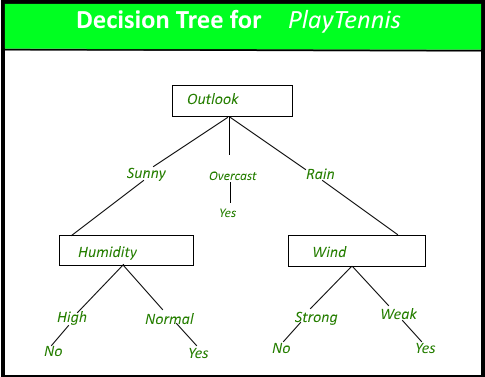 Decision Tree for PlayTennis
Outlook
Sunny Overcast Rain
Yes
Humidity Wind
High Normal Strong Weak
No Yes No Yes